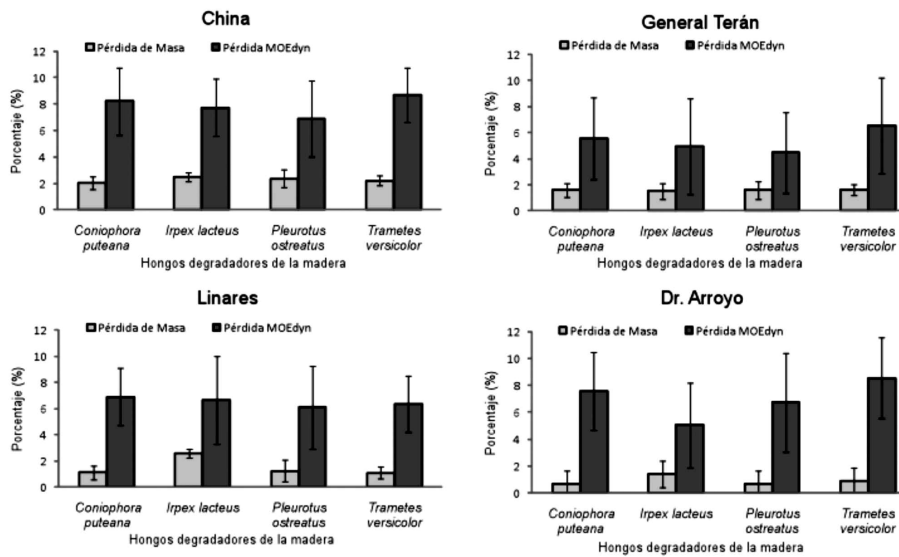 China
Pérdida de Masa Pérdida MOEdyn
Porcentaje (%)
12
10
8
6
4
2
0
Coniophora puteana
Irpex lacteus
Pleurotus ostreatus
Trametes versicolor
Hongos degradadores de la madera
General Terán
Pérdida de Masa Pérdida MOEdyn
Porcentaje (%)
12
10
8
6
4
2
0
Coniophora puteana
Irpex lacteus
Pleurotus ostreatus
Trametes versicolor
Hongos degradadores de la madera
Linares
Pérdida de Masa Pérdida MOEdyn
Porcentaje (%)
12
10
8
6
4
2
0
Coniophora puteana
Irpex lacteus
Pleurotus ostreatus
Trametes versicolor
Hongos degradadores de la madera
Dr. Arroyo
Pérdida de Masa Pérdida MOEdyn
Porcentaje (%)
12
10
8
6
4
2
0
Coniophora puteana
Irpex lacteus
Pleurotus ostreatus
Trametes versicolor
Hongos degradadores de la madera